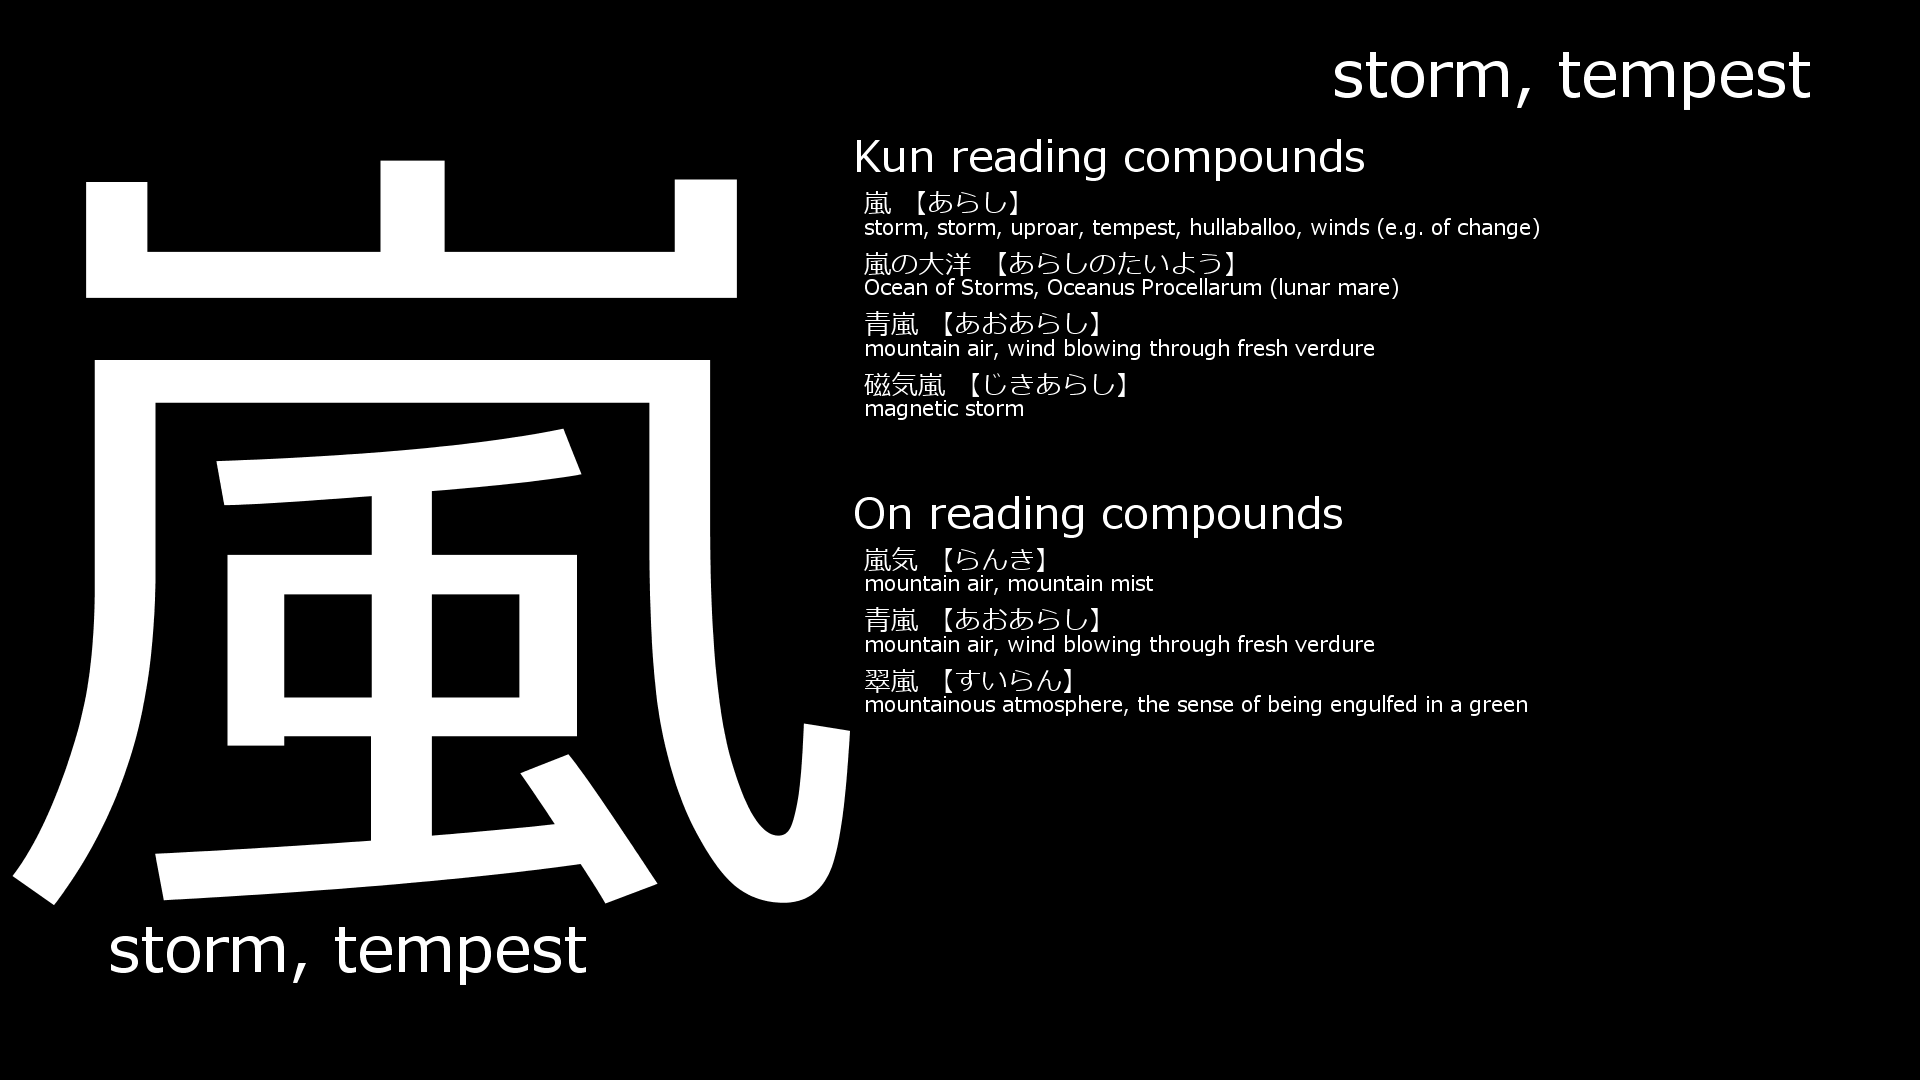 storm, tempest
嵐
storm, tempest
Kun reading compounds
嵐 【あらし】
storm, storm, uproar, tempest, hullaballoo, winds (e.g. of change)
嵐の大洋 【あらしのたいよう】
Ocean of Storms, Oceanus Procellarum (lunar mare)
青嵐 【あおあらし】
mountain air, wind blowing through fresh verdure
磁気嵐 【じきあらし】
magnetic storm
On reading compounds
嵐気 【らんき】
mountain air, mountain mist
青嵐 【あおあらし】
mountain air, wind blowing through fresh verdure
翠嵐 【すいらん】
mountainous atmosphere, the sense of being engulfed in a green